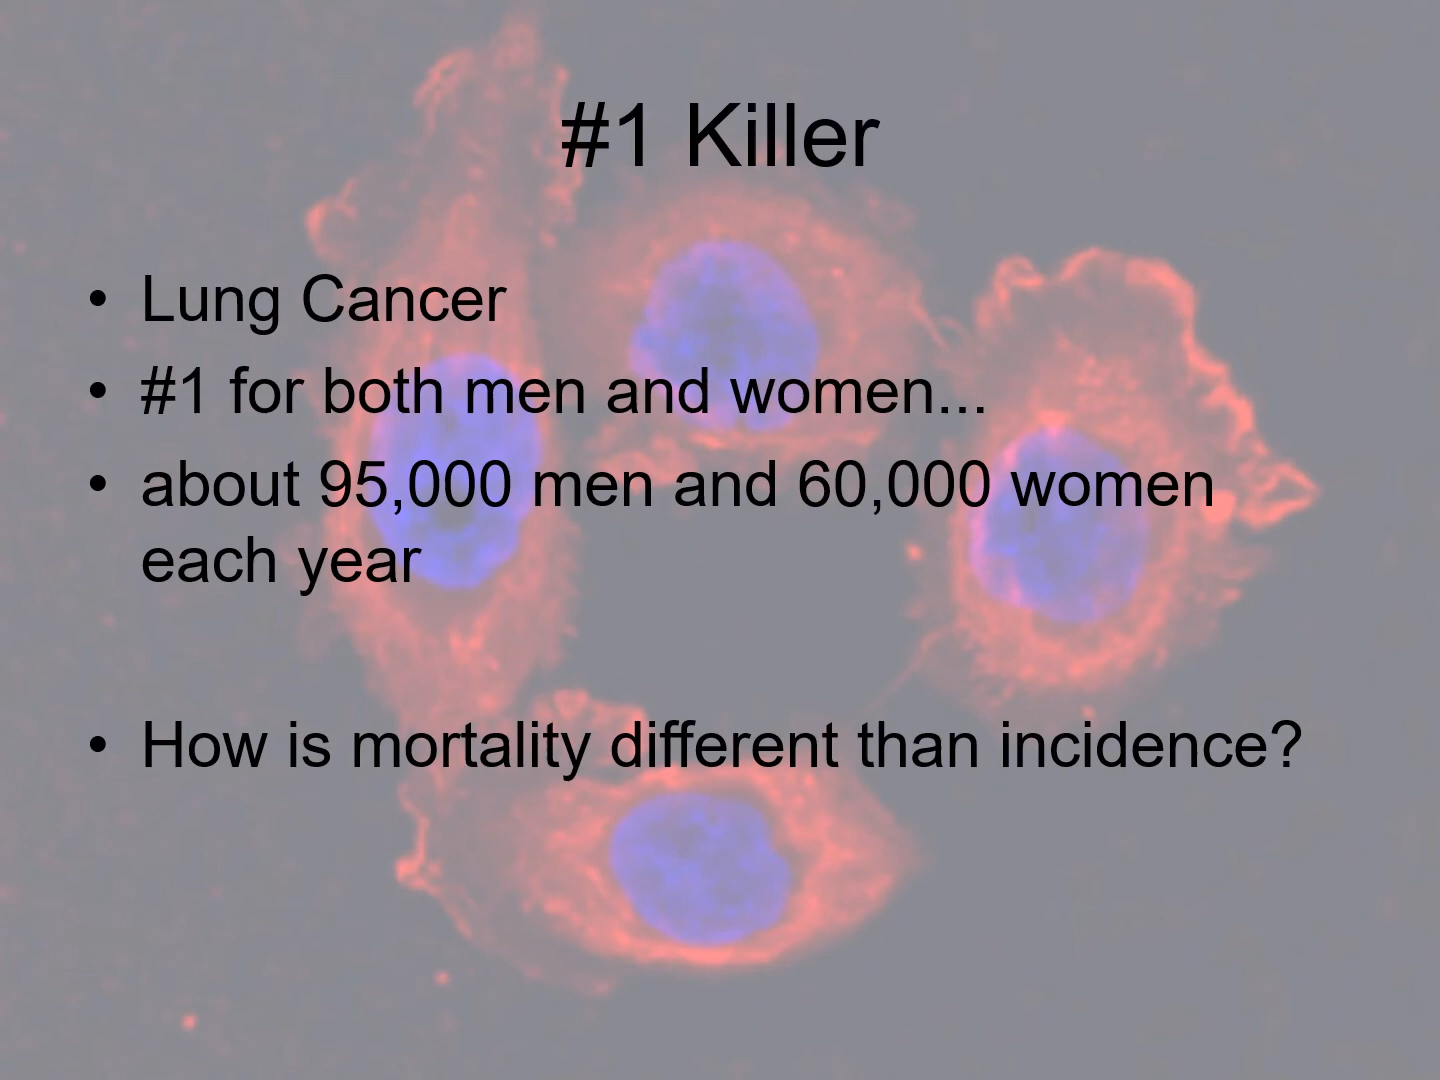 #1 Killer
• Lung Cancer
• #1 for both men and women...
• about 95,000 men and 60,000 women
each year
• How is mortality different than incidence?